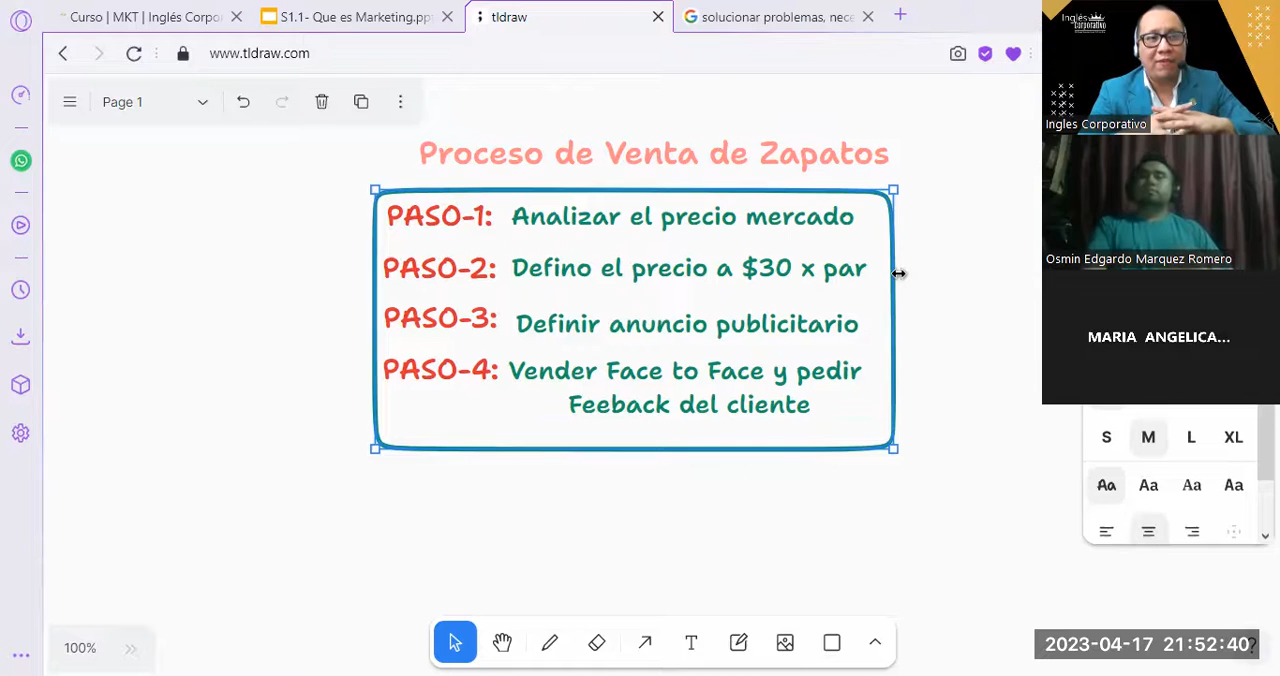 Curso | MKT | Inglés Corpo
S1.1- Que es Marketing.pp
tldraw
solucionar problemas, nece
www.tldraw.com
Page 1
Proceso de Venta de Zapatos
PASO-1: Analizar el precio mercado
PASO-2: Defino el precio a $30 x par
PASO-3: Definir anuncio publicitario
PASO-4: Vender Face to Face y pedir
Feeback del cliente
Inglés
Corporativo
Ingles Corporativo
Osmin Edgardo Marquez Romero
MARIA ANGELICA...
S M L XL
Aa Aa Aa Aa
100%
T
2023-04-17 21:52:40
?